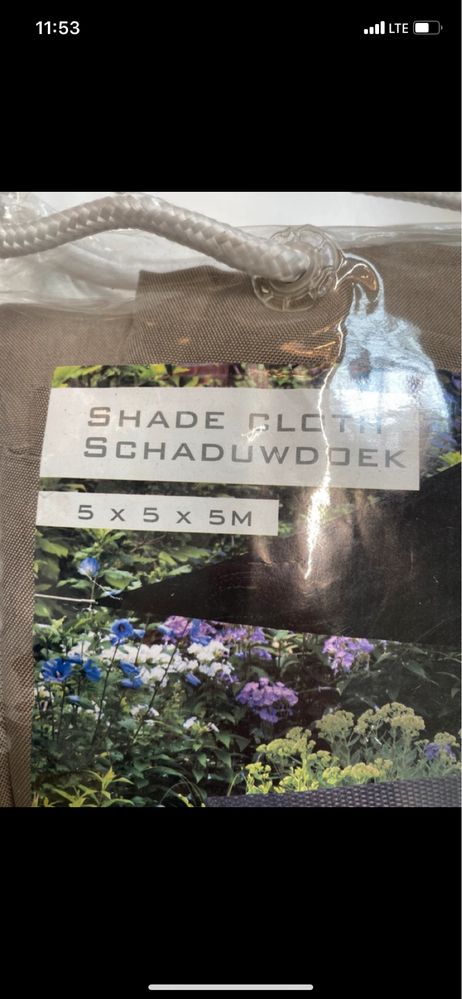 11:53
LTE
SHADE CLOTH
SCHADUWDOEK
5 x 5 x 5M